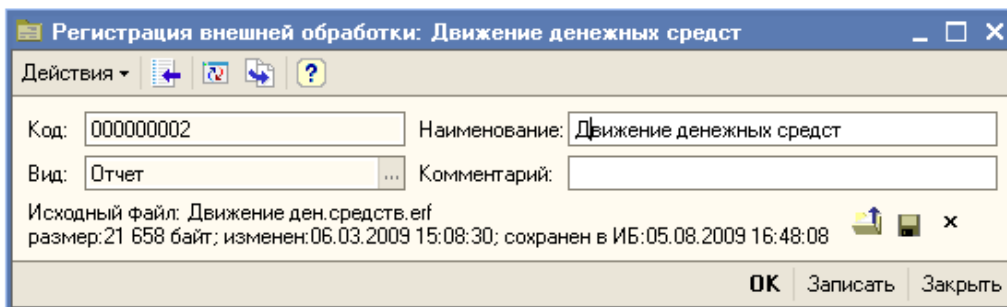 Регистрация внешней обработки: Движение денежных средст
Действия
Код: 000000002 Наименование: Движение денежных средст
Вид: Отчет ... Комментарий:
Исходный файл: Движение ден.средств.erf
размер:21 658 байт; изменен:06.03.2009 15:08:30; сохранен в ИБ:05.08.2009 16:48:08
OK Записать Закрыть